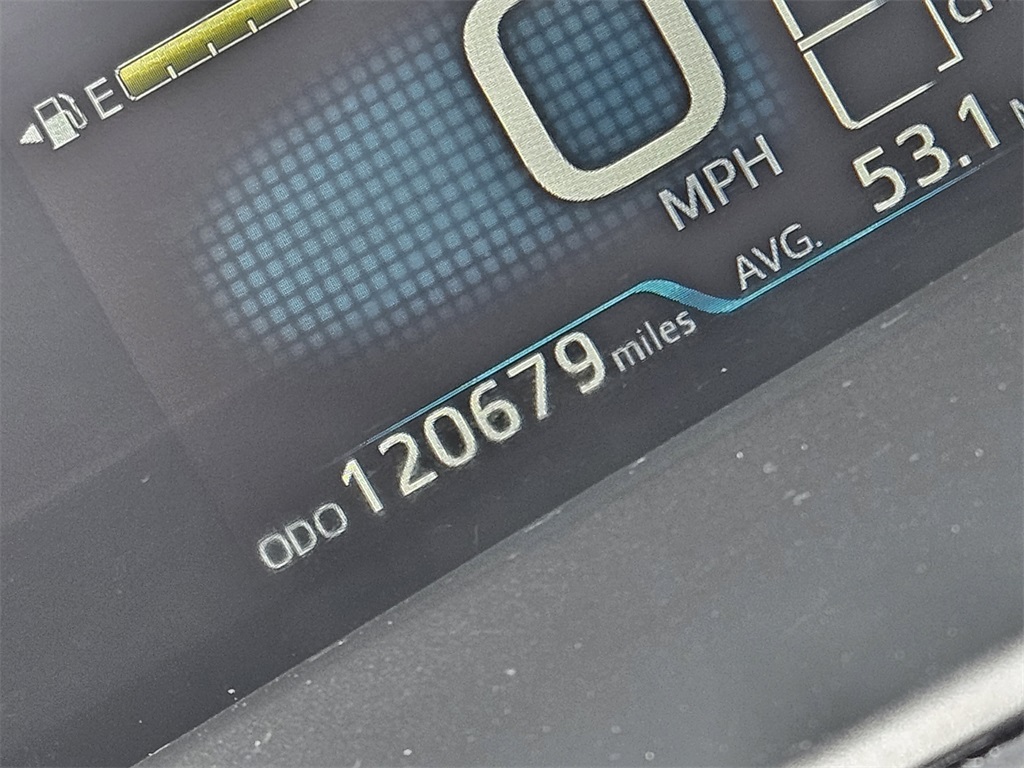 E
0
MPH
53.1
AVG.
ODO 120679 miles